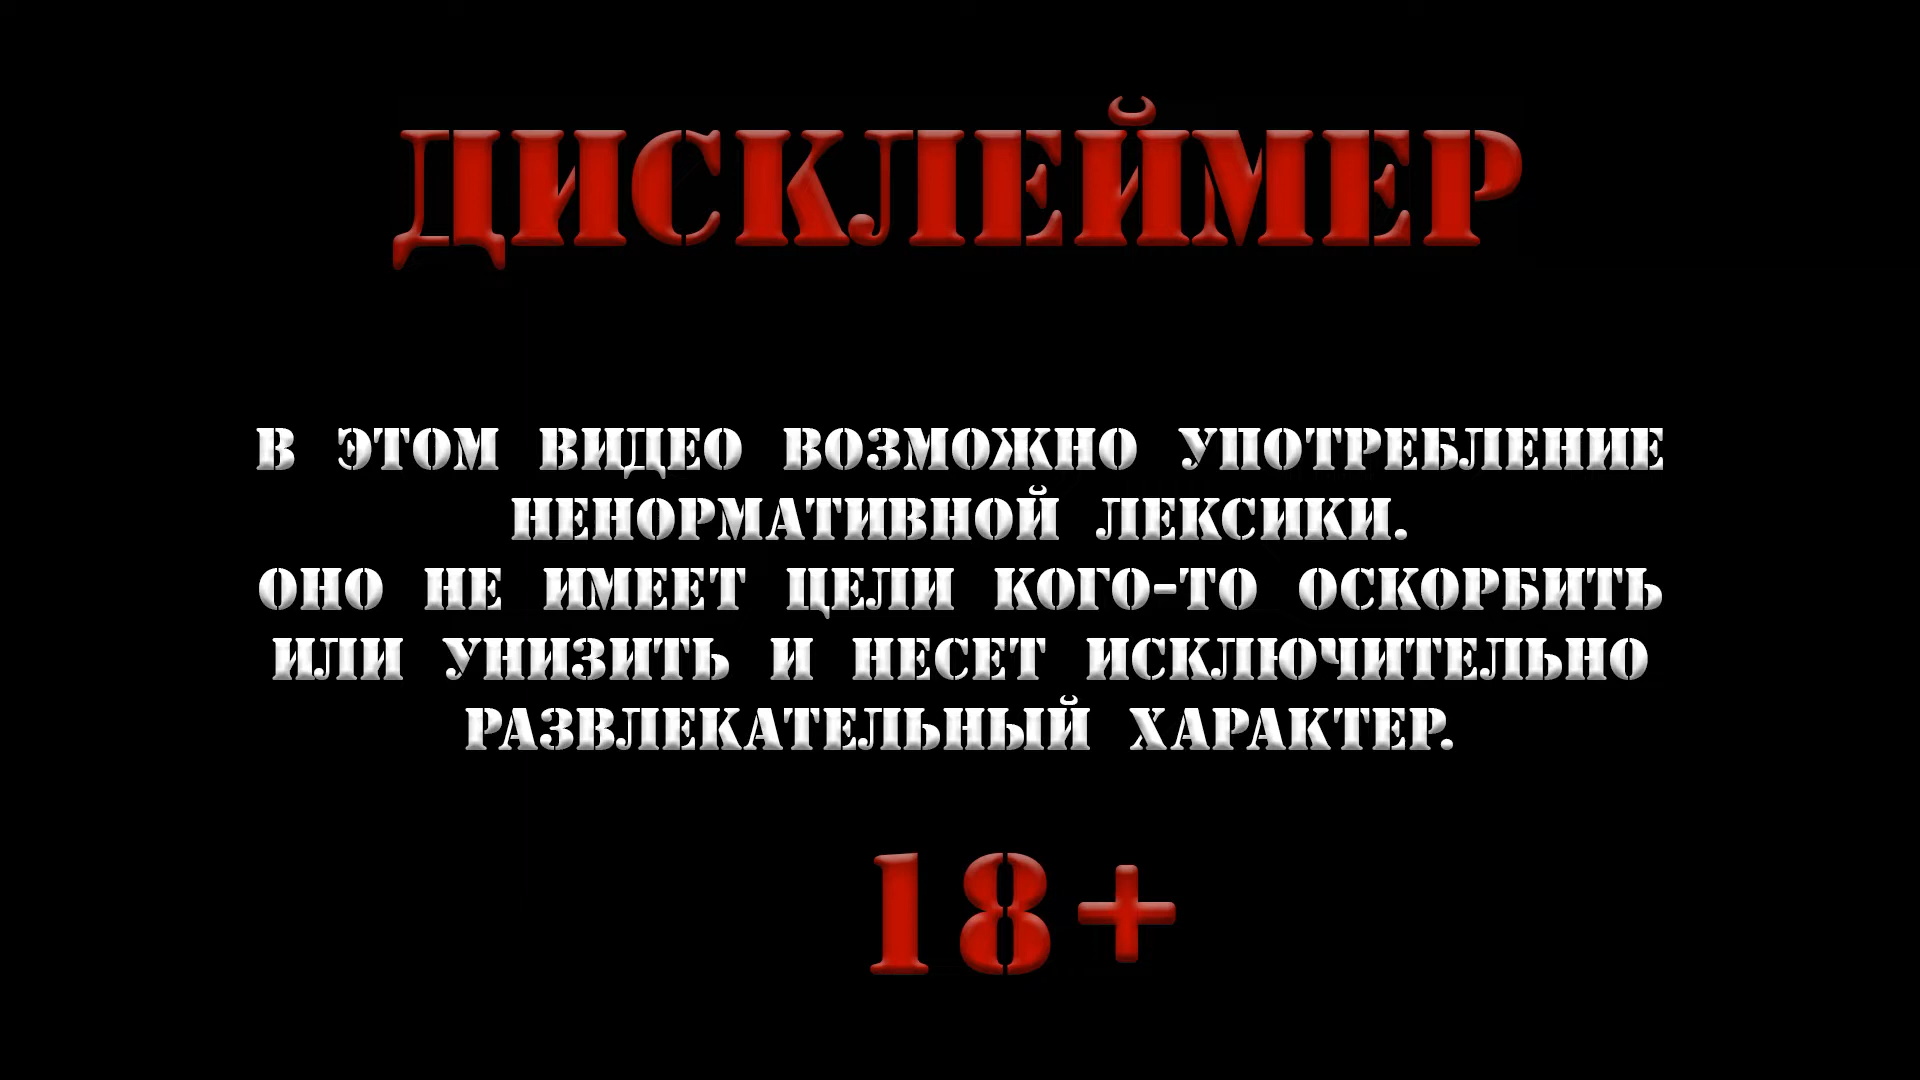 ДИСКЛЕЙМЕР
В ЭТОМ ВИДЕО ВОЗМОЖНО УПОТРЕБЛЕНИЕ
НЕНОРМАТИВНОЙ ЛЕКСИКИ.
ОНО НЕ ИМЕЕТ ЦЕЛИ КОГО-ТО ОСКОРБИТЬ
ИЛИ УНИЗИТЬ И НЕСЕТ ИСКЛЮЧИТЕЛЬНО
РАЗВЛЕКАТЕЛЬНЫЙ ХАРАКТЕР.
18+